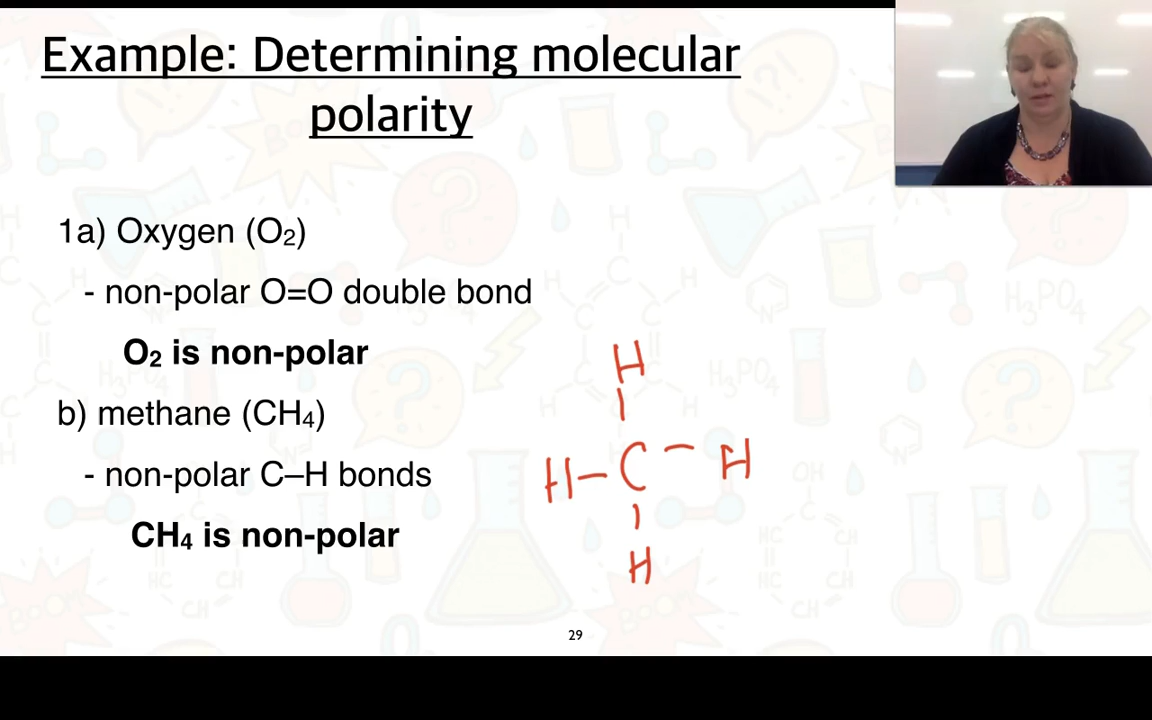 Example: Determining molecular
polarity
1a) Oxygen (O₂)
- non-polar O=O double bond
O₂ is non-polar
b) methane (CH₄)
- non-polar C–H bonds
CH₄ is non-polar
H
H–C–H
H
29